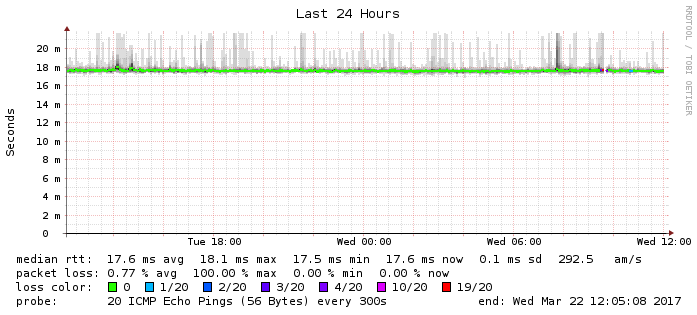 Last 24 Hours
RRDTOOL / TOBI OETIKER
Seconds
20 m
18 m
16 m
14 m
12 m
10 m
8 m
6 m
4 m
2 m
0
Tue 18:00 Wed 00:00 Wed 06:00 Wed 12:00
median rtt: 17.6 ms avg 18.1 ms max 17.5 ms min 17.6 ms now 0.1 ms sd 292.5 am/s
packet loss: 0.77 % avg 100.00 % max 0.00 % min 0.00 % now
loss color: 0 1/20 2/20 3/20 4/20 10/20 19/20
probe: 20 ICMP Echo Pings (56 Bytes) every 300s end: Wed Mar 22 12:05:08 2017